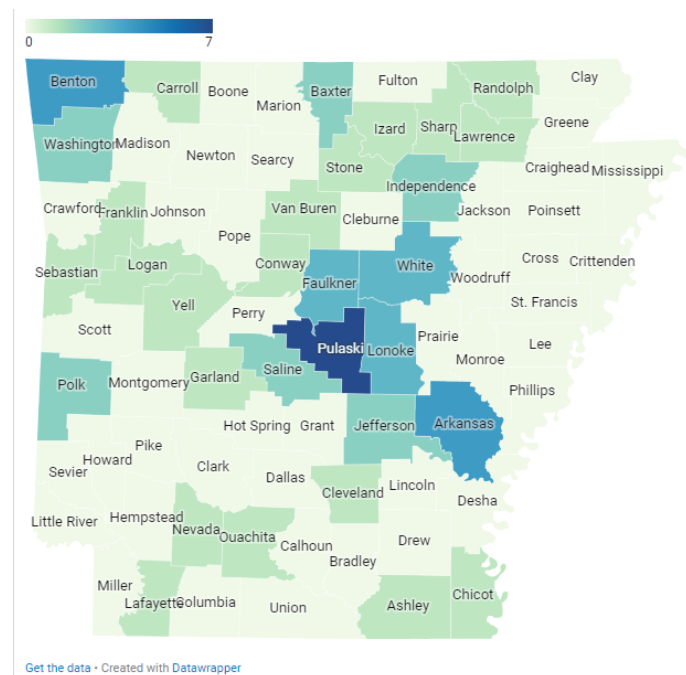 0 7
Benton Carroll Boone Baxter Fulton Randolph Clay
Marion
Washington Madison Izard Sharp Lawrence Greene
Newton Searcy Stone Craighead Mississippi
Independence
Crawford Franklin Johnson Van Buren Cleburne Jackson Poinsett
Pope
Sebastian Logan Conway White Cross Crittenden
Faulkner Woodruff
Yell Perry St. Francis
Scott Pulaski Lonoke Prairie Lee
Monroe
Polk Montgomery Garland Saline Phillips
Hot Spring Grant Jefferson Arkansas
Pike
Sevier Howard Clark Dallas Cleveland Lincoln
Desha
Little River Hempstead Nevada Ouachita Calhoun Drew
Bradley
Miller Lafayette Columbia Union Ashley Chicot
Get the data • Created with Datawrapper